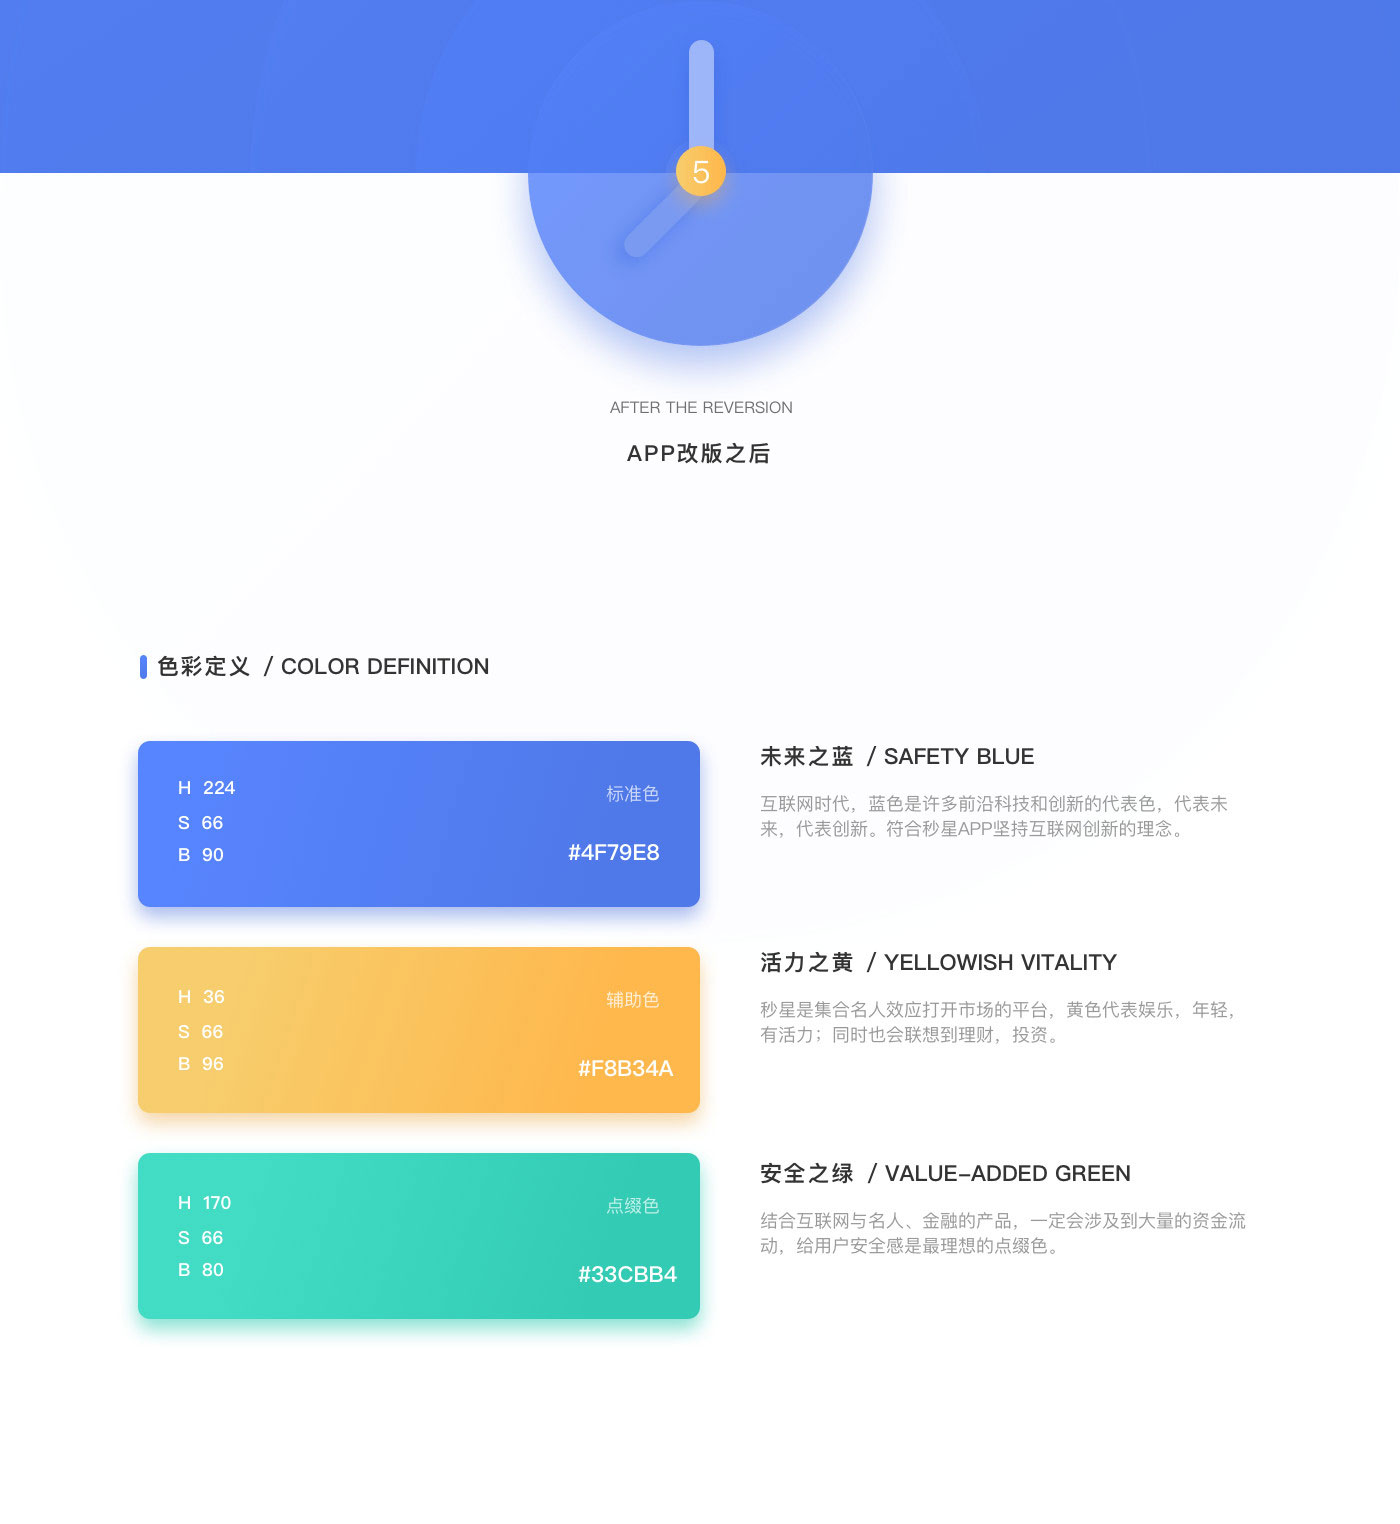 5
AFTER THE REVERSION
APP改版之后
色彩定义 / COLOR DEFINITION
H 224
S 66
B 90
标准色
#4F79E8
未来之蓝 / SAFETY BLUE
互联网时代，蓝色是许多前沿科技和创新的代表色，代表未
来，代表创新。符合秒星APP坚持互联网创新的理念。
H 36
S 66
B 96
辅助色
#F8B34A
活力之黄 / YELLOWISH VITALITY
秒星是集合名人效应打开市场的平台，黄色代表娱乐，年轻，
有活力；同时也会联想到理财，投资。
H 170
S 66
B 80
点缀色
#33CBB4
安全之绿 / VALUE-ADDED GREEN
结合互联网与名人、金融的产品，一定会涉及到大量的资金流
动，给用户安全感是最理想的点缀色。